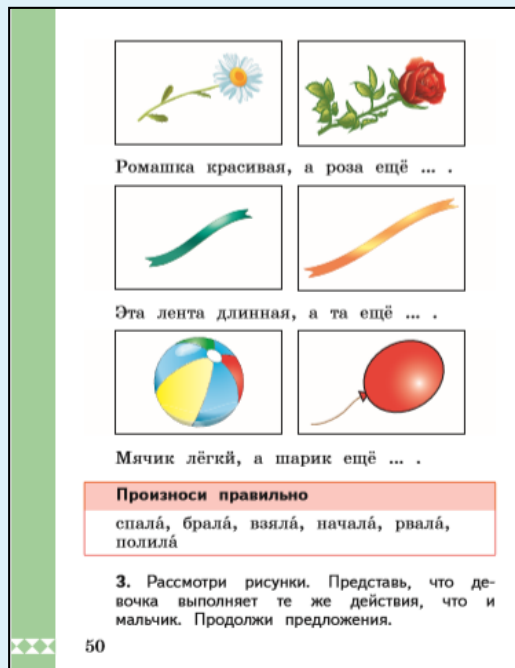 Ромашка красивая, а роза ещё ... .
Эта лента длинная, а та ещё ... .
Мячик лёгкй, а шарик ещё ... .
Произноси правильно
спала́, брала́, взяла́, начала́, рвала́,
полила́
3. Рассмотри рисунки. Представь, что де-
вочка выполняет те же действия, что и
мальчик. Продолжи предложения.
50